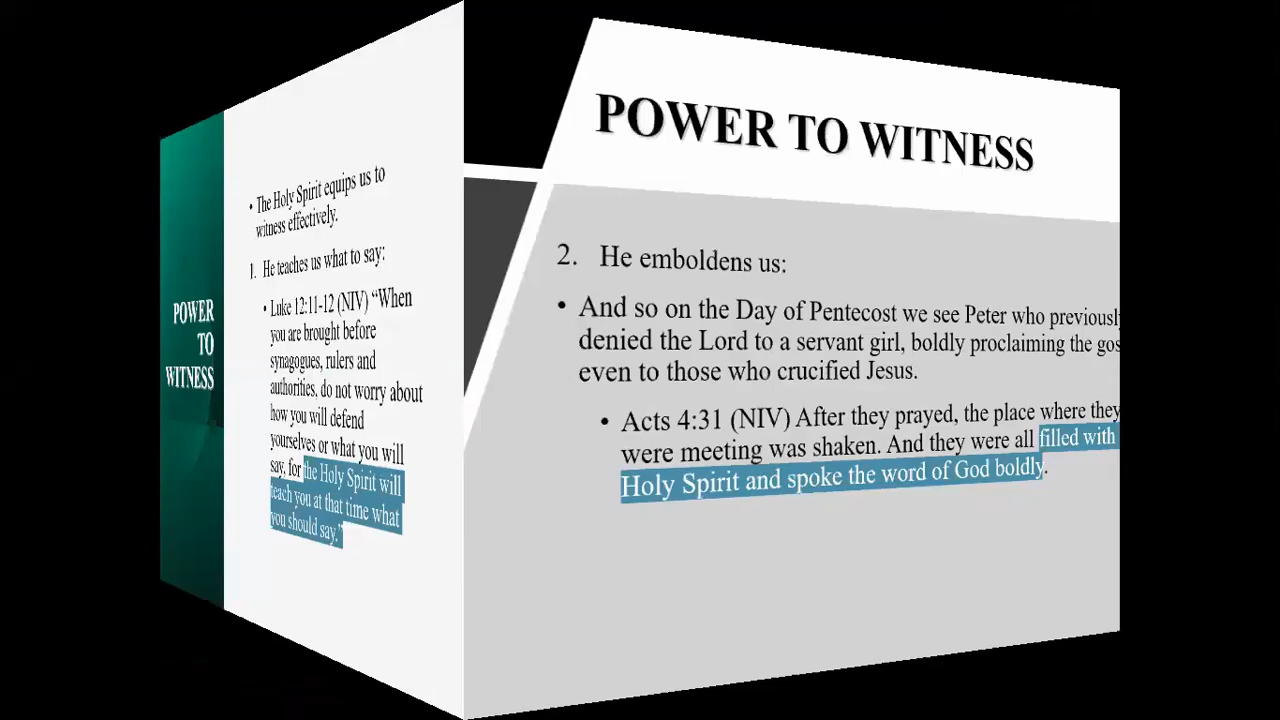 POWER
TO
WITNESS
• The Holy Spirit equips us to
witness effectively.
1. He teaches us what to say:
• Luke 12:11-12 (NIV) “When
you are brought before
synagogues, rulers and
authorities, do not worry about
how you will defend
yourselves or what you will
say, for the Holy Spirit will
teach you at that time what
you should say.”
POWER TO WITNESS
2. He emboldens us:
• And so on the Day of Pentecost we see Peter who previously
denied the Lord to a servant girl, boldly proclaiming the gos
even to those who crucified Jesus.
• Acts 4:31 (NIV) After they prayed, the place where they
were meeting was shaken. And they were all filled with
Holy Spirit and spoke the word of God boldly.